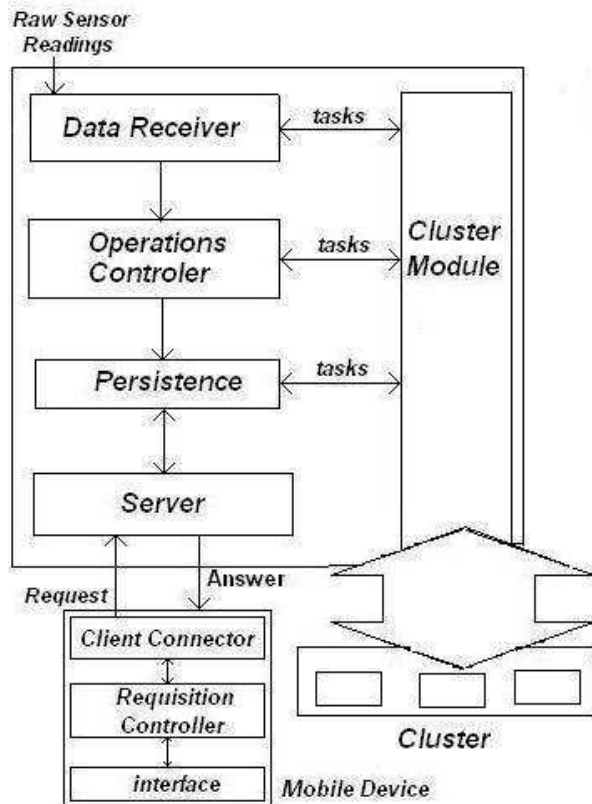 Raw Sensor
Readings
Data Receiver
tasks
Operations
Controler
tasks
Cluster
Module
Persistence
tasks
Server
Request
Answer
Client Connector
Requisition
Controller
interface
Mobile Device
Cluster